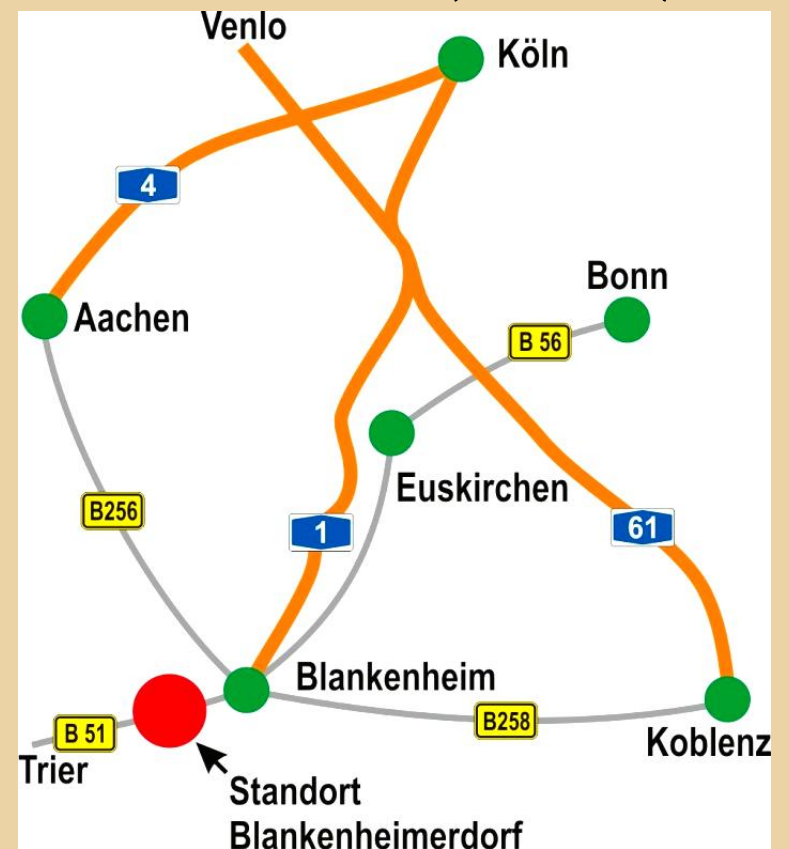 Venlo
Köln
4
Bonn
Aachen
B 56
Euskirchen
B256
1
61
Blankenheim
B 51
B258
Koblenz
Trier
Standort
Blankenheimerdorf